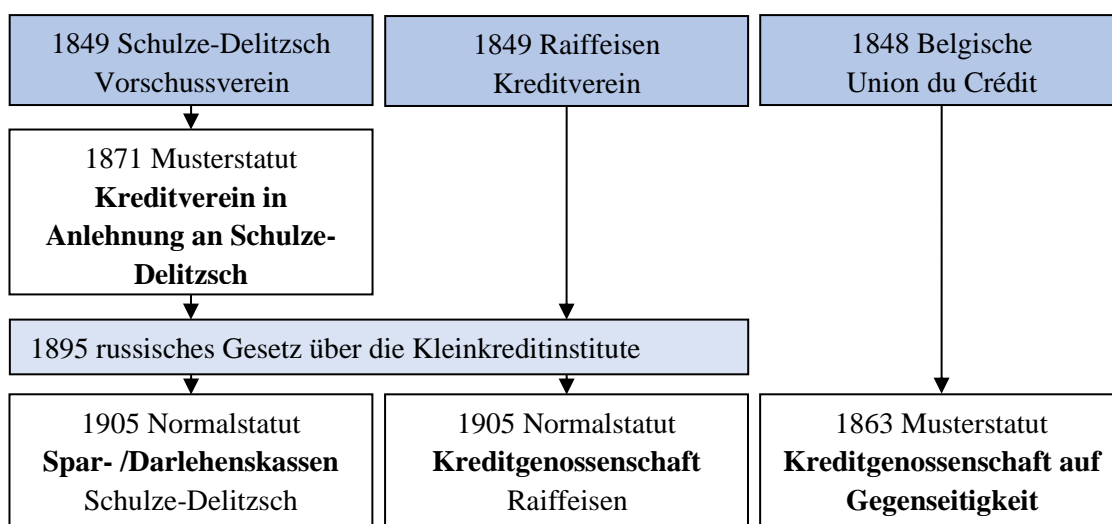 1849 Schulze-Delitzsch
Vorschussverein
1849 Raiffeisen
Kreditverein
1848 Belgische
Union du Crédit
1871 Musterstatut
Kreditverein in
Anlehnung an Schulze-
Delitzsch
1895 russisches Gesetz über die Kleinkreditinstitute
1905 Normalstatut
Spar- /Darlehenskassen
Schulze-Delitzsch
1905 Normalstatut
Kreditgenossenschaft
Raiffeisen
1863 Musterstatut
Kreditgenossenschaft auf
Gegenseitigkeit